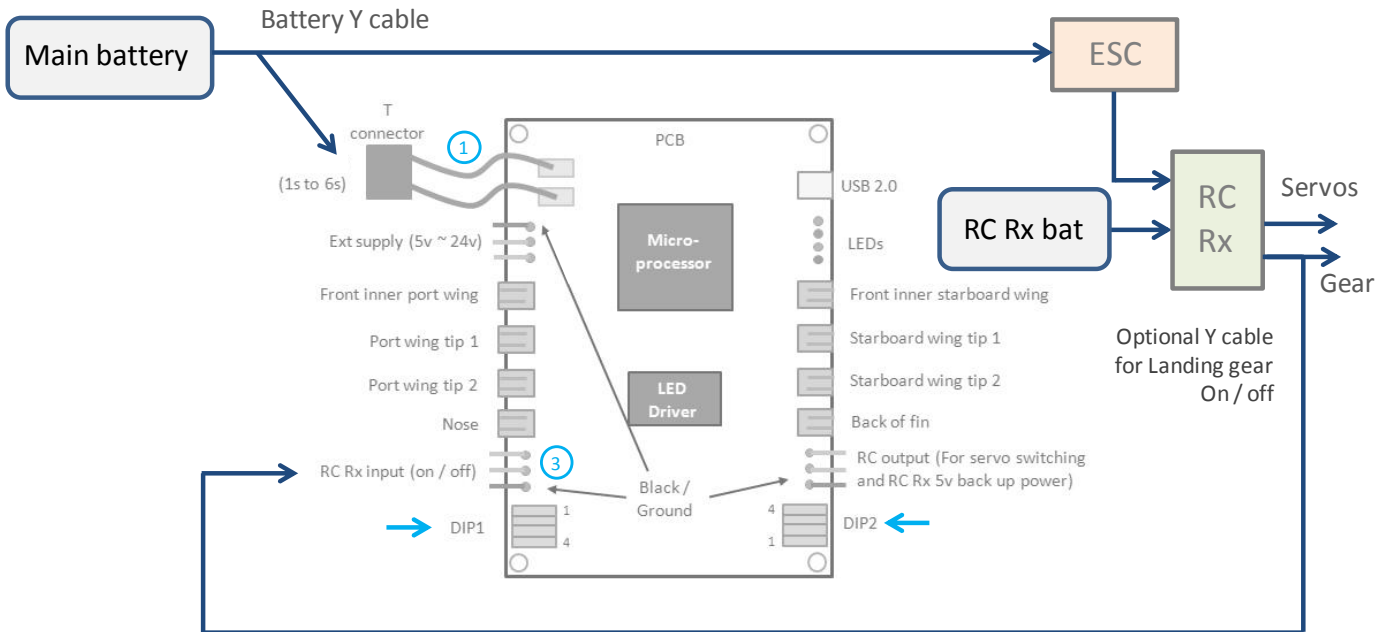 Battery Y cable
Main battery
ESC
T
connector
1
PCB
(1s to 6s)
USB 2.0
RC
Rx
Servos
RC Rx bat
Ext supply (5v ~ 24v)
Micro-
processor
LEDs
Gear
Front inner port wing
Front inner starboard wing
Optional Y cable
for Landing gear
On / off
Port wing tip 1
Starboard wing tip 1
Port wing tip 2
LED
Driver
Starboard wing tip 2
Nose
Back of fin
RC Rx input (on / off)
3
RC output (For servo switching
and RC Rx 5v back up power)
Black /
Ground
DIP1
1
4
4
1
DIP2